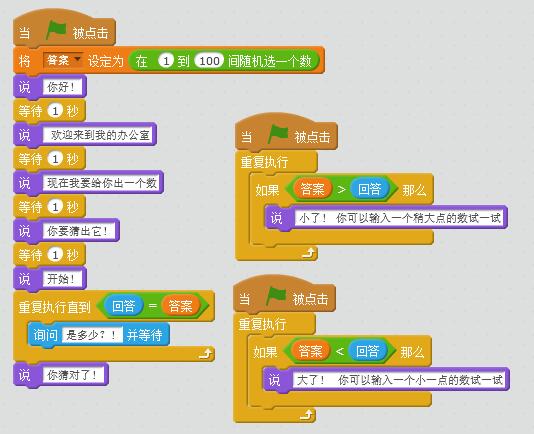 当 被点击
将 答案 设定为 在 1 到 100 间随机选一个数
说 你好！
等待 1 秒
说 欢迎来到我的办公室
等待 1 秒
说 现在我要给你出一个数
等待 1 秒
说 你要猜出它！
等待 1 秒
说 开始！
重复执行直到 回答 = 答案
询问 是多少？！ 并等待
说 你猜对了！
当 被点击
重复执行
如果 答案 > 回答 那么
说 小了！ 你可以输入一个稍大点的数试一试
当 被点击
重复执行
如果 答案 < 回答 那么
说 大了！ 你可以输入一个小一点的数试一试